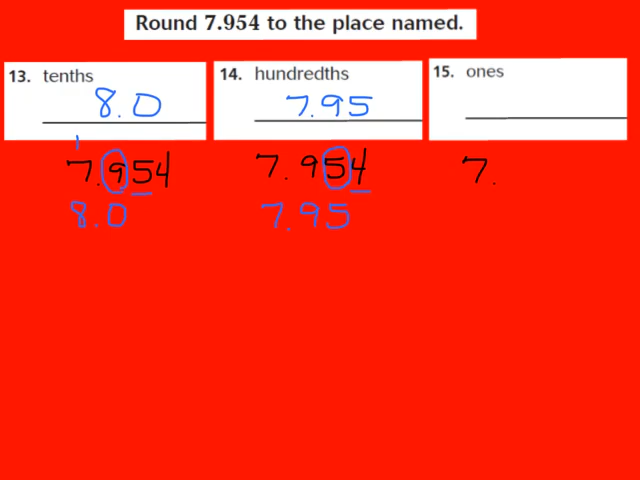 Round 7.954 to the place named.
13. tenths
8.0
14. hundredths
7.95
15. ones
1
7.954
8.0
7.954
7.95
7.